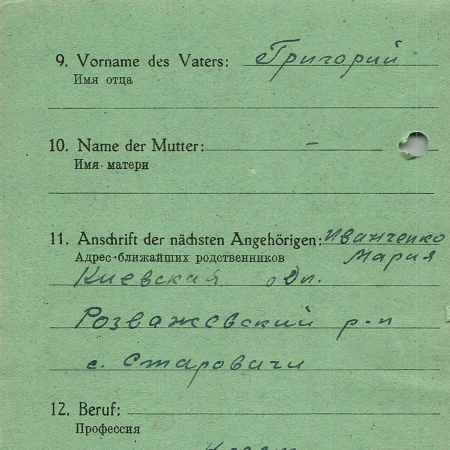 9. Vorname des Vaters: Григорий
Имя отца
10. Name der Mutter: –
Имя матери
11. Anschrift der nächsten Angehörigen: Иванченко
Адрес ближайших родственников Мария
Киевская обл.
Розважевский р-н
с. Старовичи
12. Beruf:
Профессия